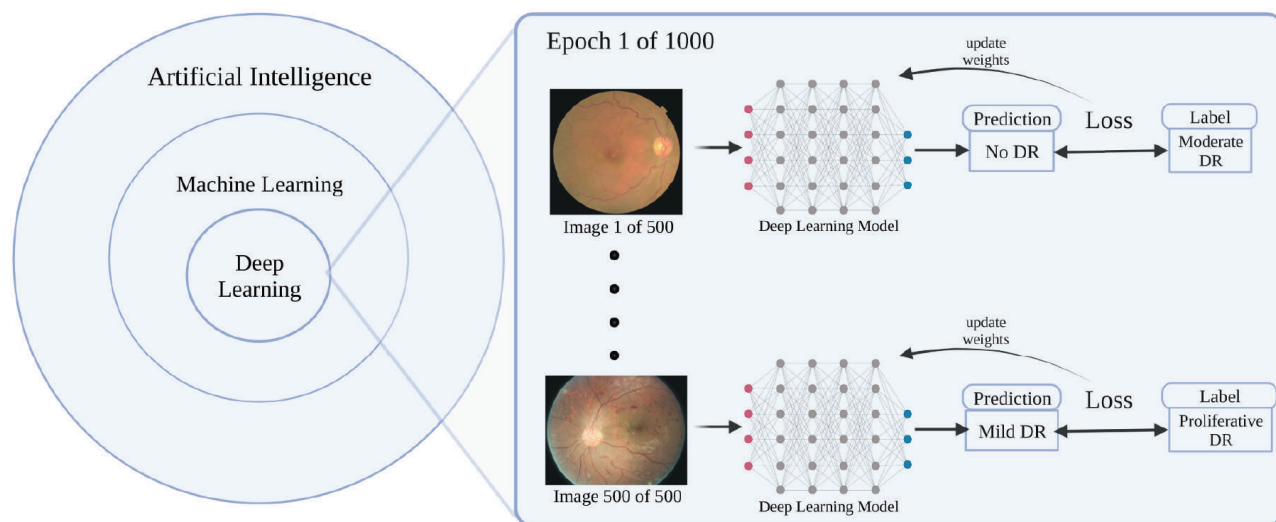 Artificial Intelligence
Machine Learning
Deep
Learning
Epoch 1 of 1000
update
weights
Prediction
No DR
Loss
Label
Moderate
DR
Image 1 of 500
Deep Learning Model
update
weights
Prediction
Mild DR
Loss
Label
Proliferative
DR
Image 500 of 500
Deep Learning Model